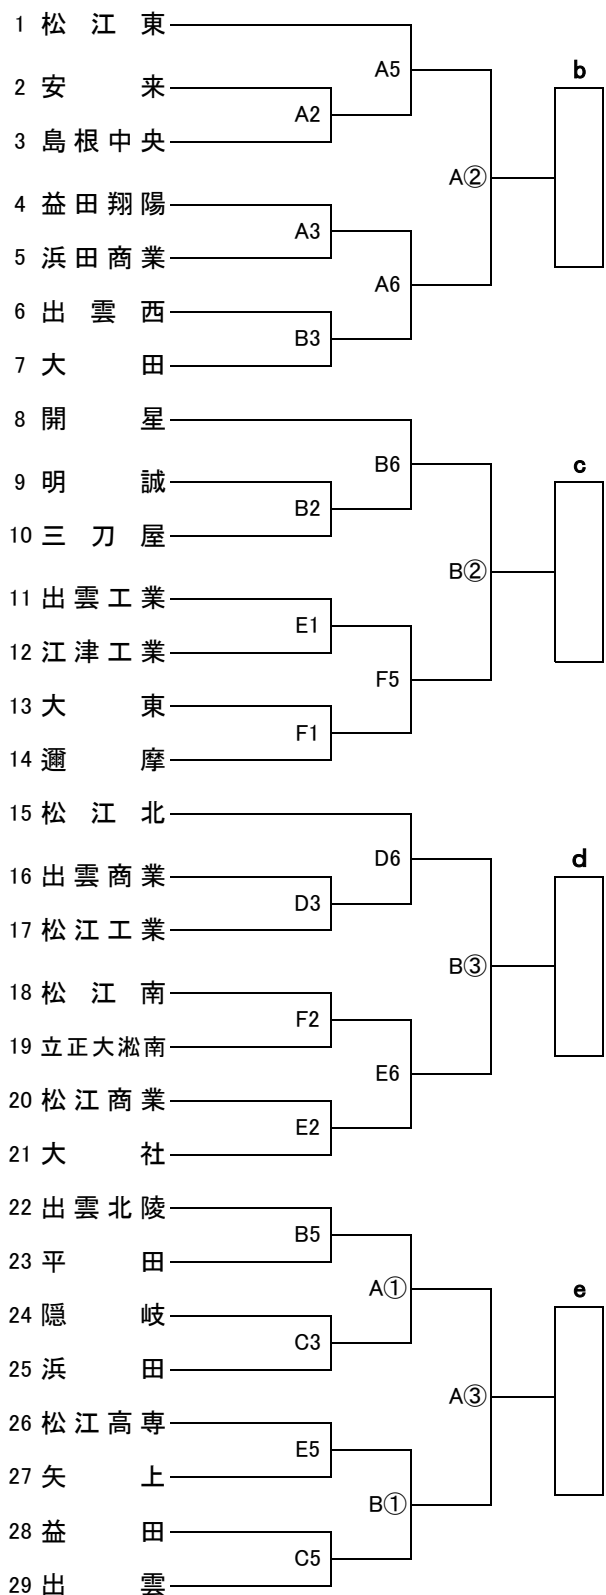 1 松江東
A5
b
2 安来
A2
3 島根中央
A②
4 益田翔陽
A3
5 浜田商業
A6
6 出雲西
B3
7 大田
8 開星
B6
c
9 明誠
B2
10 三刀屋
B②
11 出雲工業
E1
12 江津工業
F5
13 大東
F1
14 邇摩
15 松江北
D6
d
16 出雲商業
D3
17 松江工業
B③
18 松江南
F2
19 立正大淞南
E6
20 松江商業
E2
21 大社
22 出雲北陵
B5
23 平田
A①
e
24 隠岐
C3
25 浜田
A③
26 松江高専
E5
27 矢上
B①
28 益田
C5
29 出雲